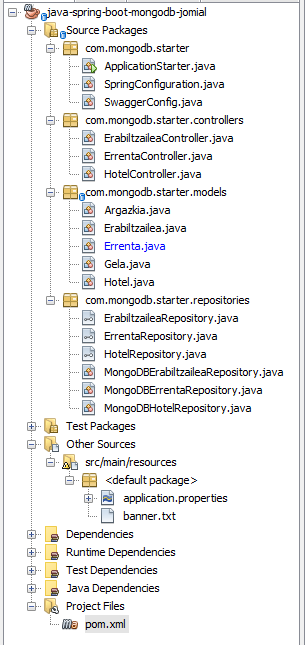 java-spring-boot-mongodb-jomial
Source Packages
com.mongodb.starter
ApplicationStarter.java
SpringConfiguration.java
SwaggerConfig.java
com.mongodb.starter.controllers
ErabiltzaileaController.java
ErrentaController.java
HotelController.java
com.mongodb.starter.models
Argazkia.java
Erabiltzailea.java
Errenta.java
Gela.java
Hotel.java
com.mongodb.starter.repositories
ErabiltzaileaRepository.java
ErrentaRepository.java
HotelRepository.java
MongoDBErabiltzaileaRepository.java
MongoDBErrentaRepository.java
MongoDBHotelRepository.java
Test Packages
Other Sources
src/main/resources
<default package>
application.properties
banner.txt
Dependencies
Runtime Dependencies
Test Dependencies
Java Dependencies
Project Files
pom.xml